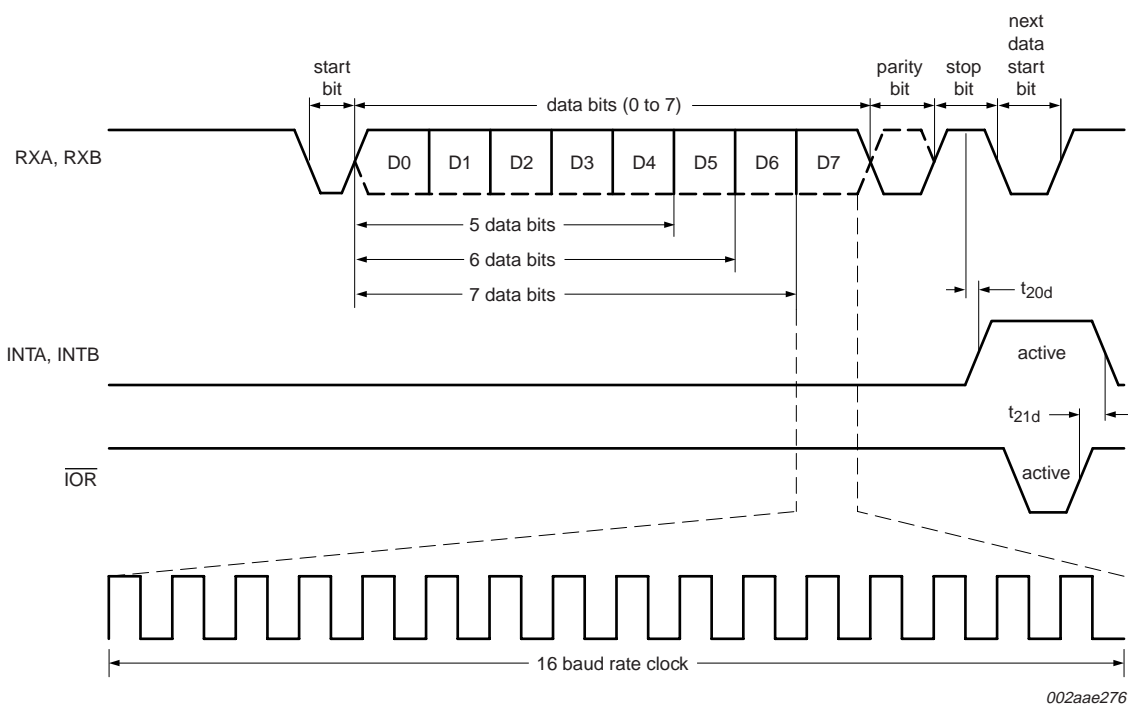 next
data
start
bit
start
bit
parity
bit
stop
bit
data bits (0 to 7)
RXA, RXB
D0 D1 D2 D3 D4 D5 D6 D7
5 data bits
6 data bits
7 data bits
t20d
INTA, INTB
active
t21d
IOR
active
16 baud rate clock
002aae276